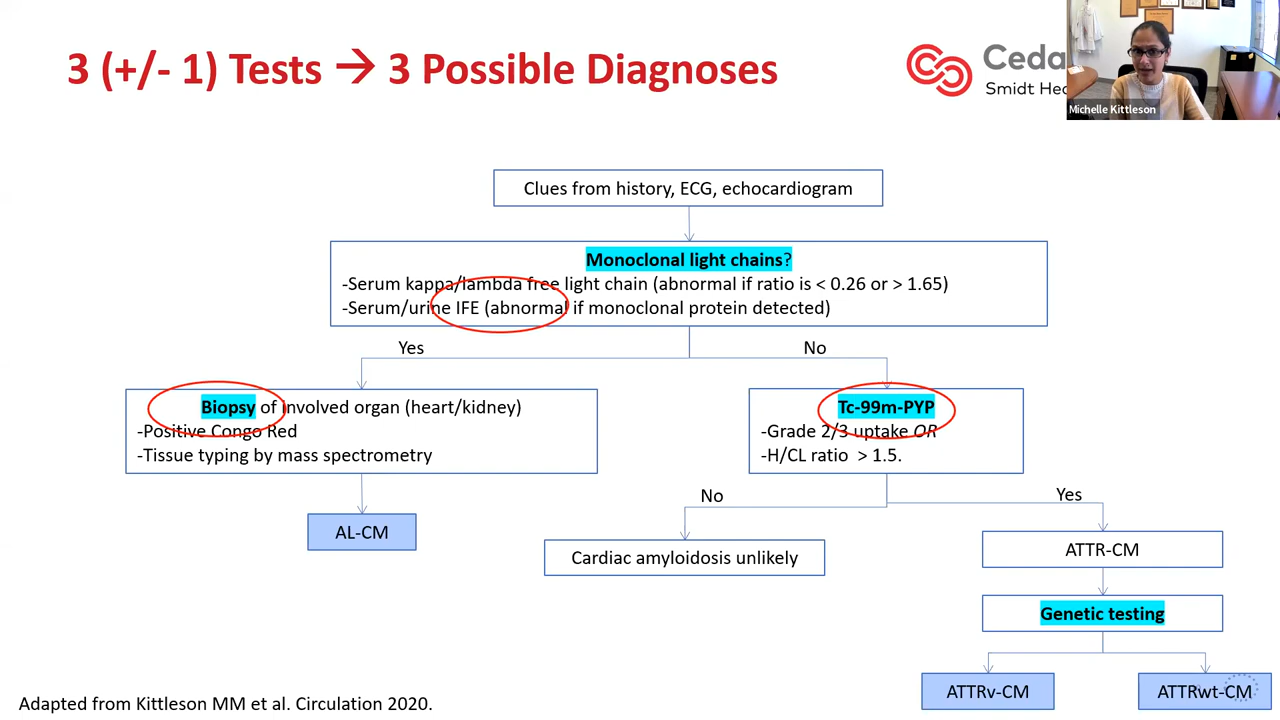 3 (+/- 1) Tests → 3 Possible Diagnoses
Ceda
Smidt Hea
Michelle Kittleson
Clues from history, ECG, echocardiogram
Monoclonal light chains?
-Serum kappa/lambda free light chain (abnormal if ratio is < 0.26 or > 1.65)
-Serum/urine IFE (abnormal if monoclonal protein detected)
Yes
No
Biopsy of involved organ (heart/kidney)
-Positive Congo Red
-Tissue typing by mass spectrometry
Tc-99m-PYP
-Grade 2/3 uptake OR
-H/CL ratio > 1.5.
No
Yes
AL-CM
Cardiac amyloidosis unlikely
ATTR-CM
Genetic testing
ATTRv-CM
ATTRwt-CM
Adapted from Kittleson MM et al. Circulation 2020.